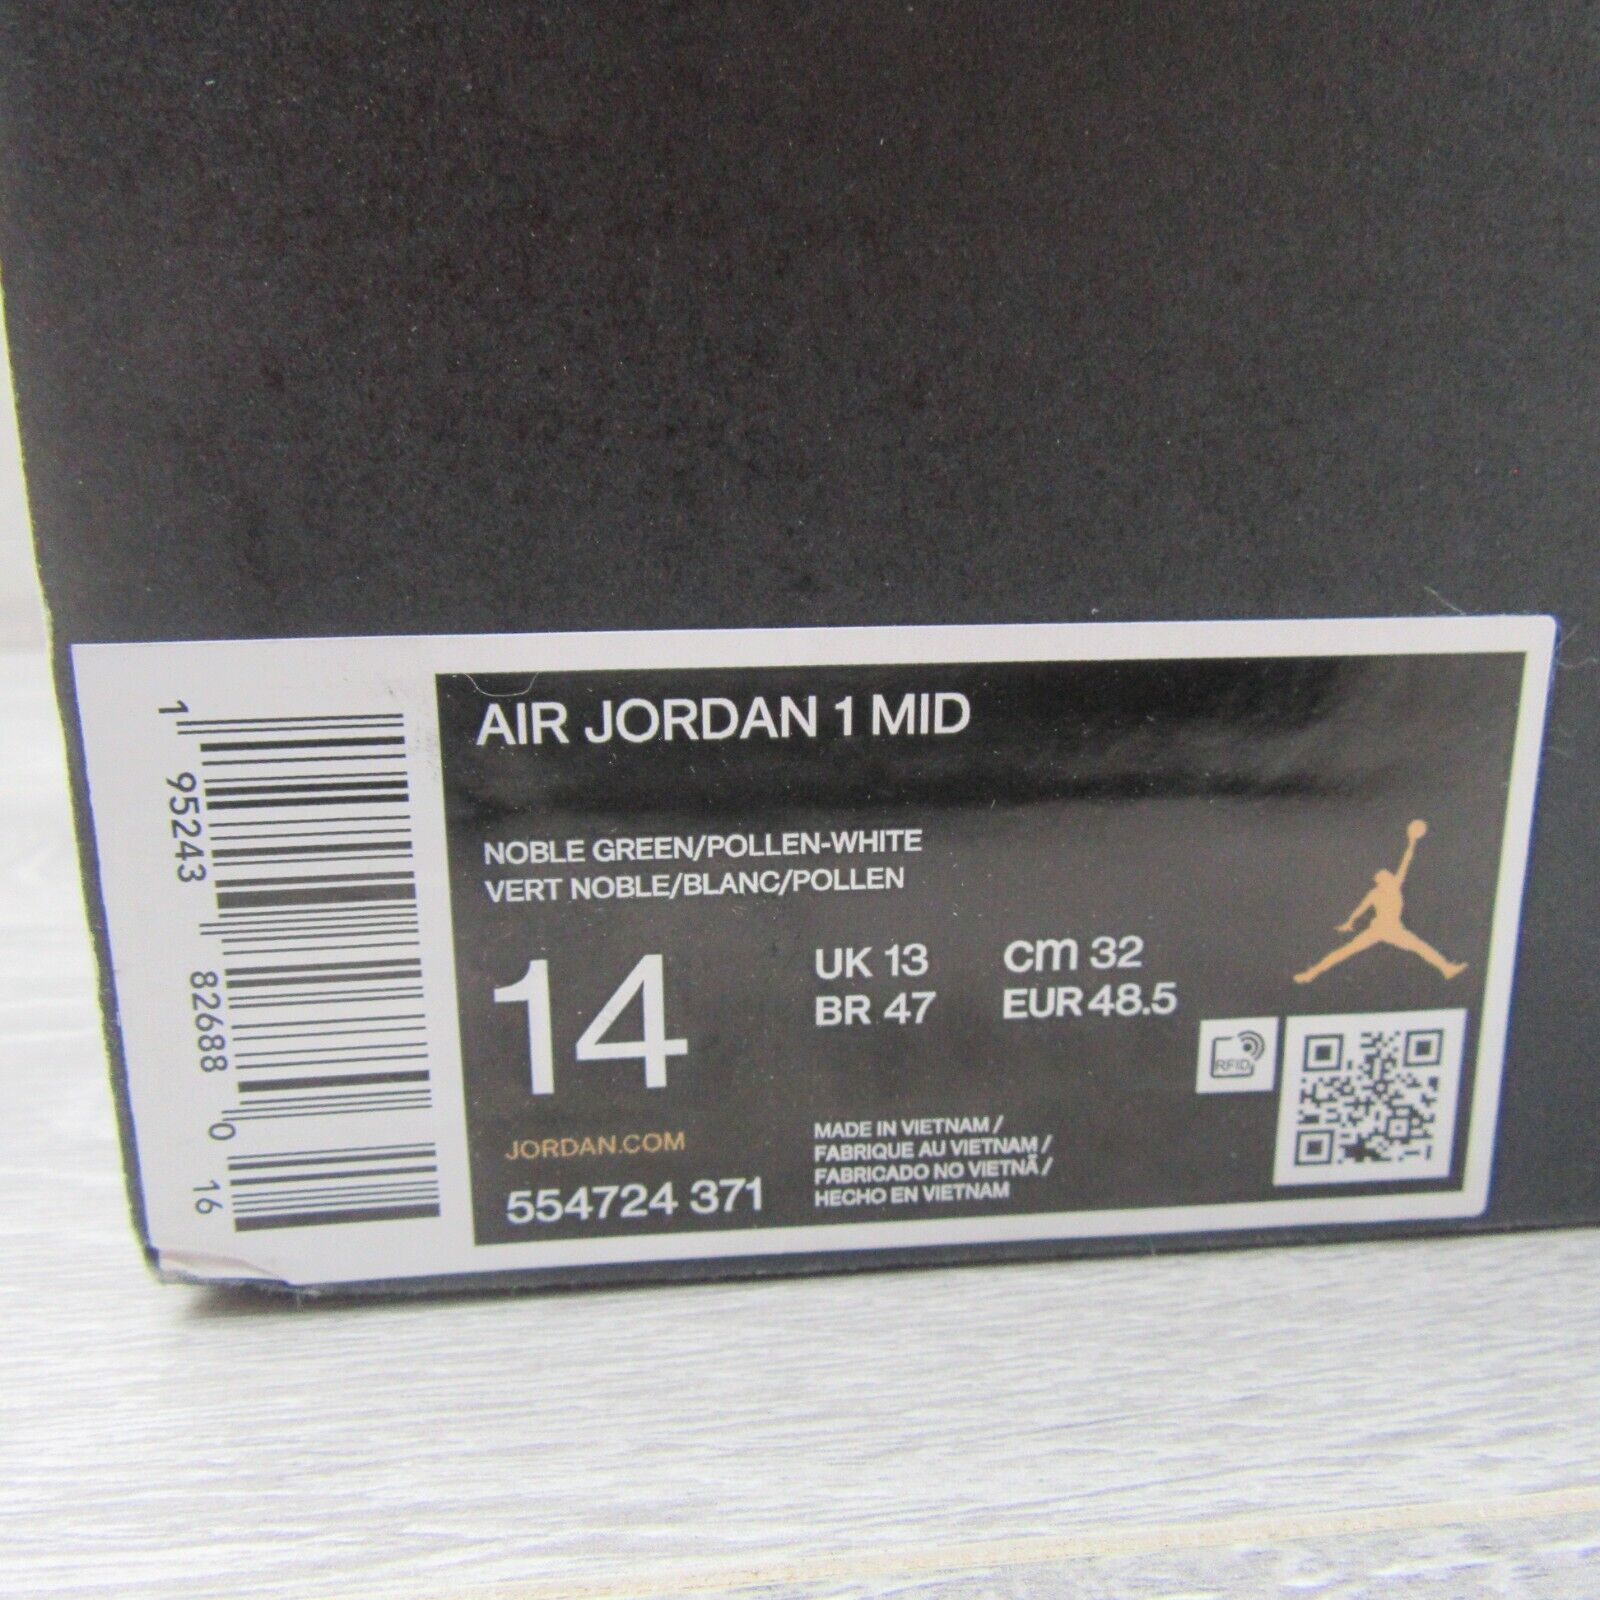 AIR JORDAN 1 MID
NOBLE GREEN/POLLEN-WHITE
VERT NOBLE/BLANC/POLLEN
14
UK 13
BR 47
cm 32
EUR 48.5
JORDAN.COM
554724 371
MADE IN VIETNAM /
FABRIQUE AU VIETNAM /
FABRICADO NO VIETNÃ /
HECHO EN VIETNAM
RFID
1 95243 82688 0 16